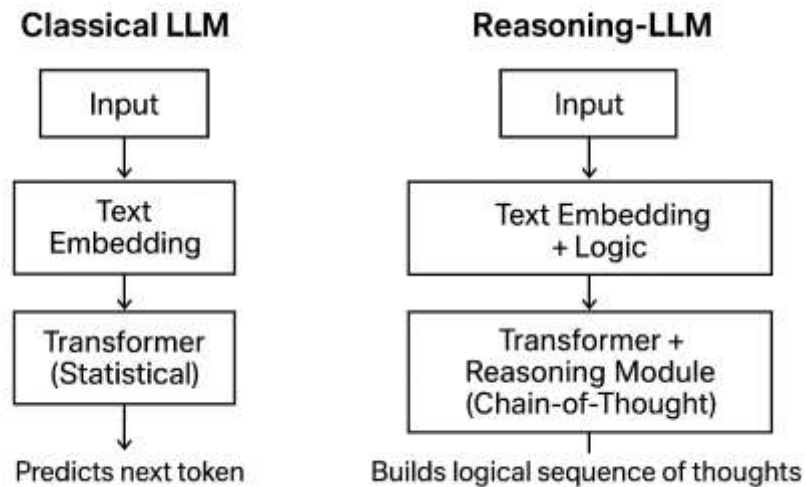 Classical LLM
Input
Text
Embedding
Transformer
(Statistical)
Predicts next token
Reasoning-LLM
Input
Text Embedding
+ Logic
Transformer +
Reasoning Module
(Chain-of-Thought)
Builds logical sequence of thoughts